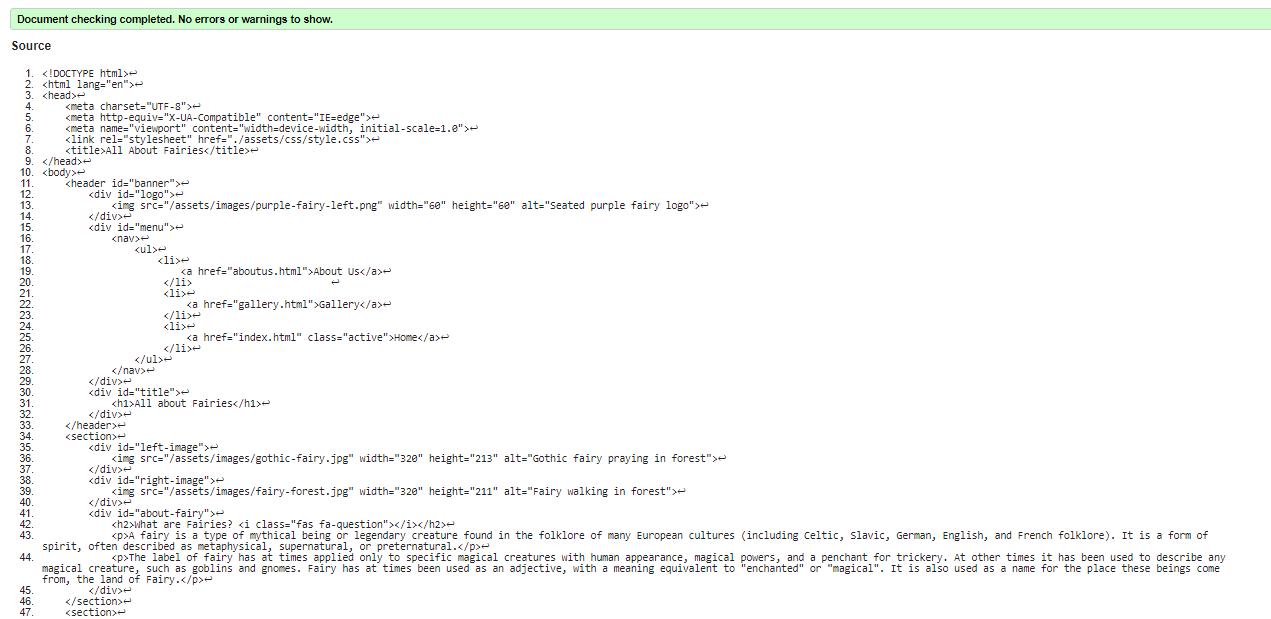 Document checking completed. No errors or warnings to show.
Source
1. <!DOCTYPE html>↩
2. <html lang="en">↩
3. <head>↩
4. <meta charset="UTF-8">↩
5. <meta http-equiv="X-UA-Compatible" content="IE=edge">↩
6. <meta name="viewport" content="width=device-width, initial-scale=1.0">↩
7. <link rel="stylesheet" href="./assets/css/style.css">↩
8. <title>All About Fairies</title>↩
9. </head>↩
10. <body>↩
11. <header id="banner">↩
12. <div id="logo">↩
13. <img src="/assets/images/purple-fairy-left.png" width="60" height="60" alt="Seated purple fairy logo">↩
14. </div>↩
15. <div id="menu">↩
16. <nav>↩
17. <ul>↩
18. <li>↩
19. <a href="aboutus.html">About Us</a>↩
20. </li> ↩
21. <li>↩
22. <a href="gallery.html">Gallery</a>↩
23. </li>↩
24. <li>↩
25. <a href="index.html" class="active">Home</a>↩
26. </li>↩
27. </ul>↩
28. </nav>↩
29. </div>↩
30. <div id="title">↩
31. <h1>All about Fairies</h1>↩
32. </div>↩
33. </header>↩
34. <section>↩
35. <div id="left-image">↩
36. <img src="/assets/images/gothic-fairy.jpg" width="320" height="213" alt="Gothic fairy praying in forest">↩
37. </div>↩
38. <div id="right-image">↩
39. <img src="/assets/images/fairy-forest.jpg" width="320" height="211" alt="Fairy walking in forest">↩
40. </div>↩
41. <div id="about-fairy">↩
42. <h2>What are Fairies? <i class="fas fa-question"></i></h2>↩
43. <p>A fairy is a type of mythical being or legendary creature found in the folklore of many European cultures (including Celtic, Slavic, German, English, and French folklore). It is a form of
spirit, often described as metaphysical, supernatural, or preternatural.</p>↩
44. <p>The label of fairy has at times applied only to specific magical creatures with human appearance, magical powers, and a penchant for trickery. At other times it has been used to describe any
magical creature, such as goblins and gnomes. Fairy has at times been used as an adjective, with a meaning equivalent to "enchanted" or "magical". It is also used as a name for the place these beings come
from, the land of Fairy.</p>↩
45. </div>↩
46. </section>↩
47. <section>↩